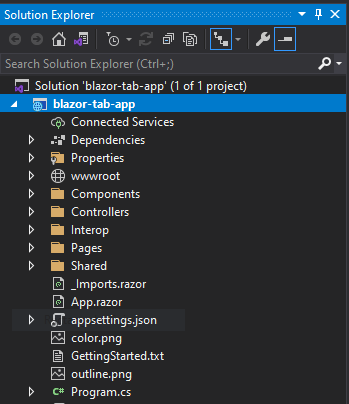 Solution Explorer
Search Solution Explorer (Ctrl+;)
Solution 'blazor-tab-app' (1 of 1 project)
blazor-tab-app
Connected Services
Dependencies
Properties
wwwroot
Components
Controllers
Interop
Pages
Shared
_Imports.razor
App.razor
appsettings.json
color.png
GettingStarted.txt
outline.png
C# Program.cs